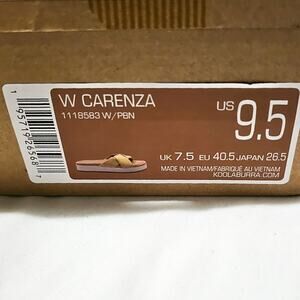 W CARENZA
1118583 W/PBN
US 9.5
UK 7.5 EU 40.5 JAPAN 26.5
MADE IN VIETNAM/FABRIQUÉ AU VIETNAM
KOOLABURRA.COM